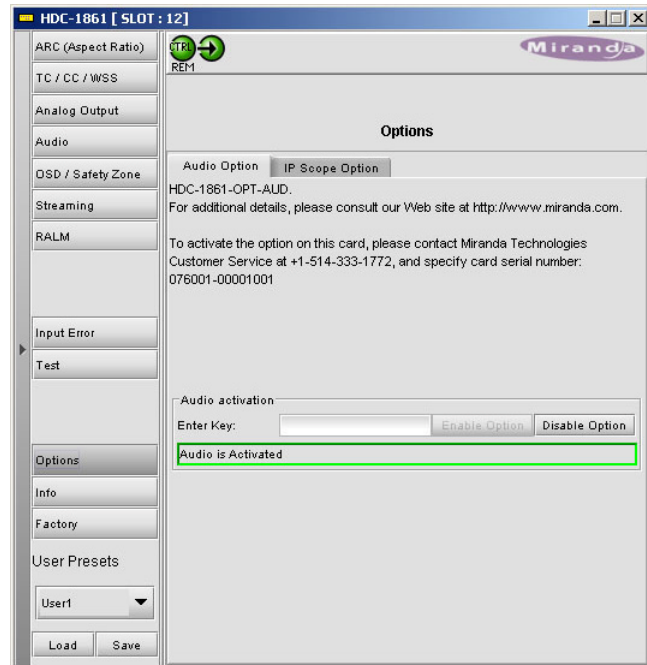 HDC-1861 [ SLOT : 12]
ARC (Aspect Ratio)
TC / CC / WSS
Analog Output
Audio
OSD / Safety Zone
Streaming
RALM
Input Error
Test
Options
Info
Factory
User Presets
User1
Load
Save
CTRL
REM
Miranda
Options
Audio Option
IP Scope Option
HDC-1861-OPT-AUD.
For additional details, please consult our Web site at http://www.miranda.com.
To activate the option on this card, please contact Miranda Technologies
Customer Service at +1-514-333-1772, and specify card serial number:
076001-00001001
Audio activation
Enter Key:
Enable Option
Disable Option
Audio is Activated